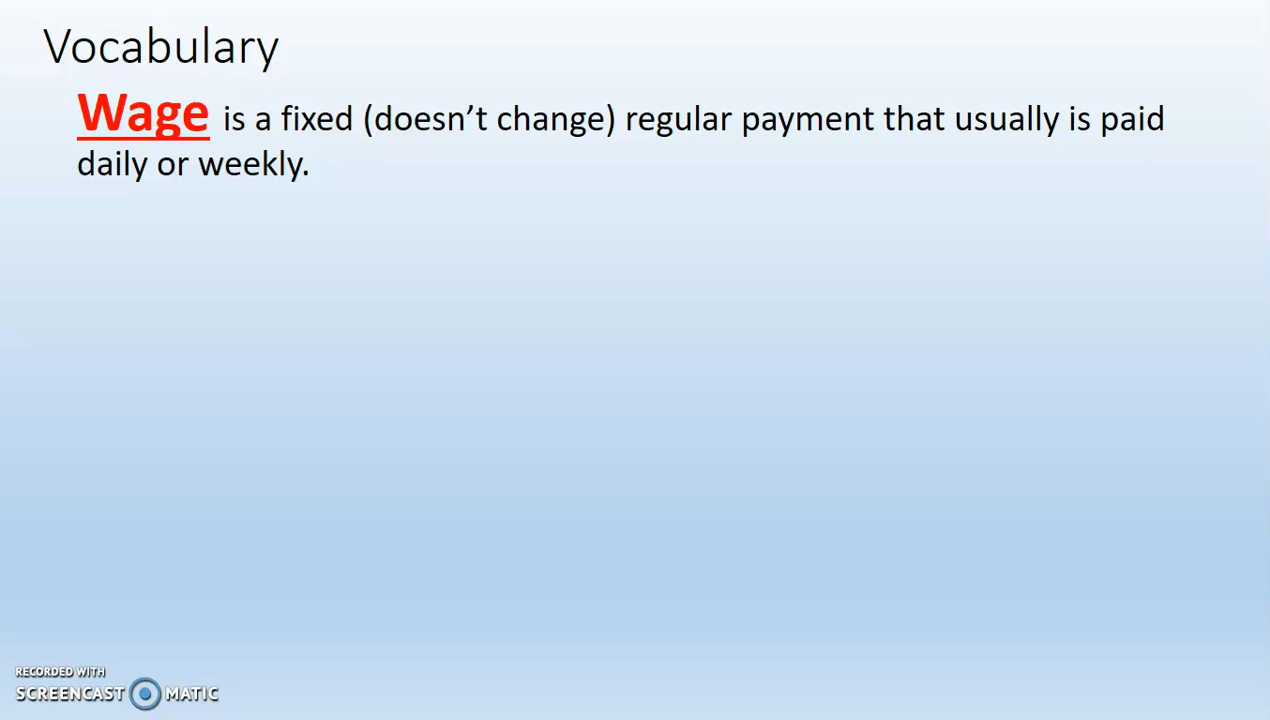 Vocabulary
Wage is a fixed (doesn’t change) regular payment that usually is paid
daily or weekly.
RECORDED WITH
SCREENCAST MATIC